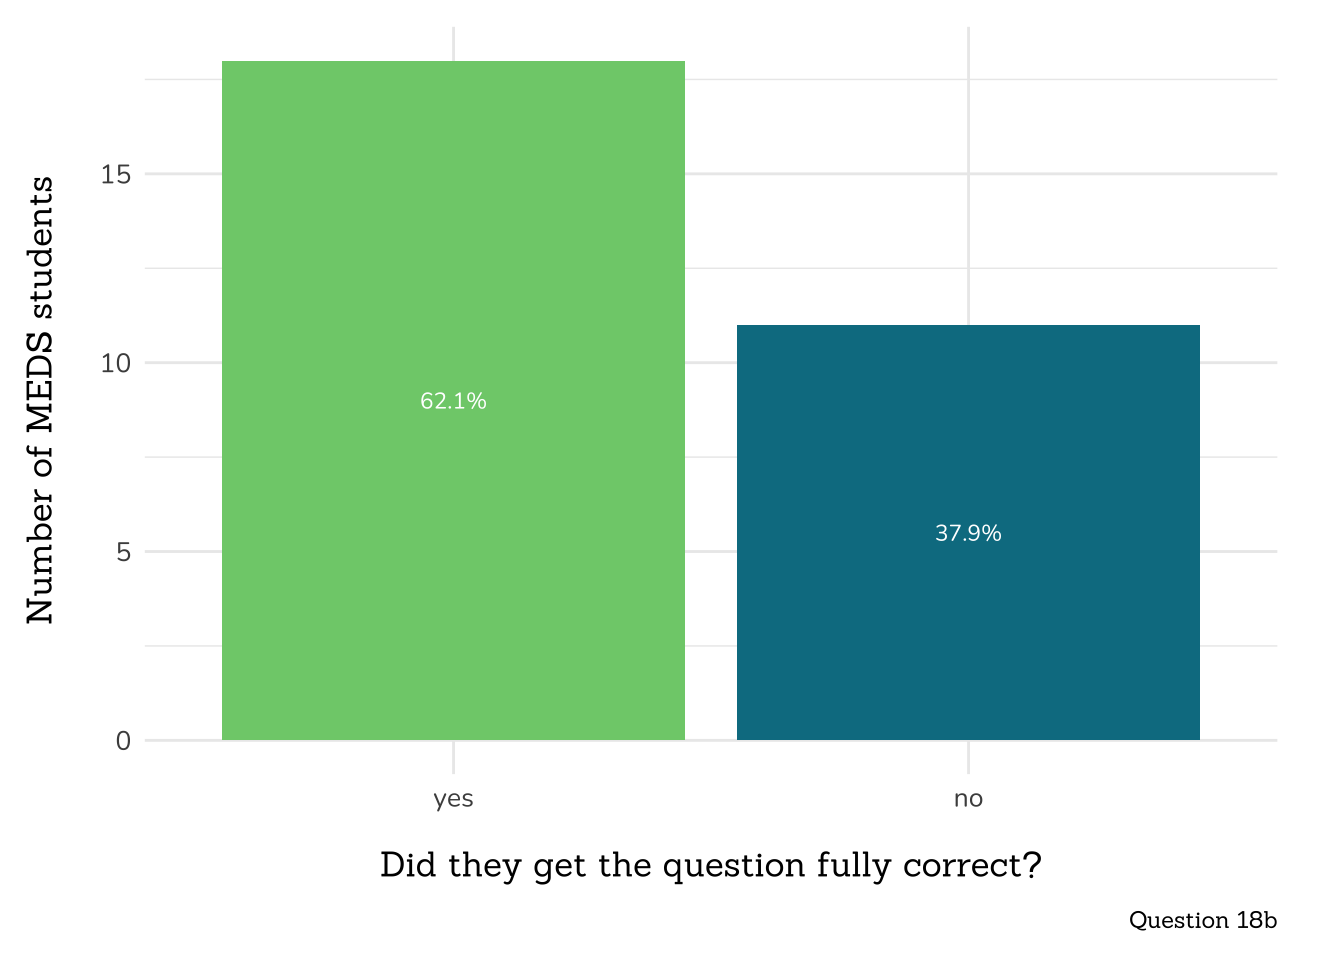 Number of MEDS students
15
10
5
0
62.1%
37.9%
yes
no
Did they get the question fully correct?
Question 18b